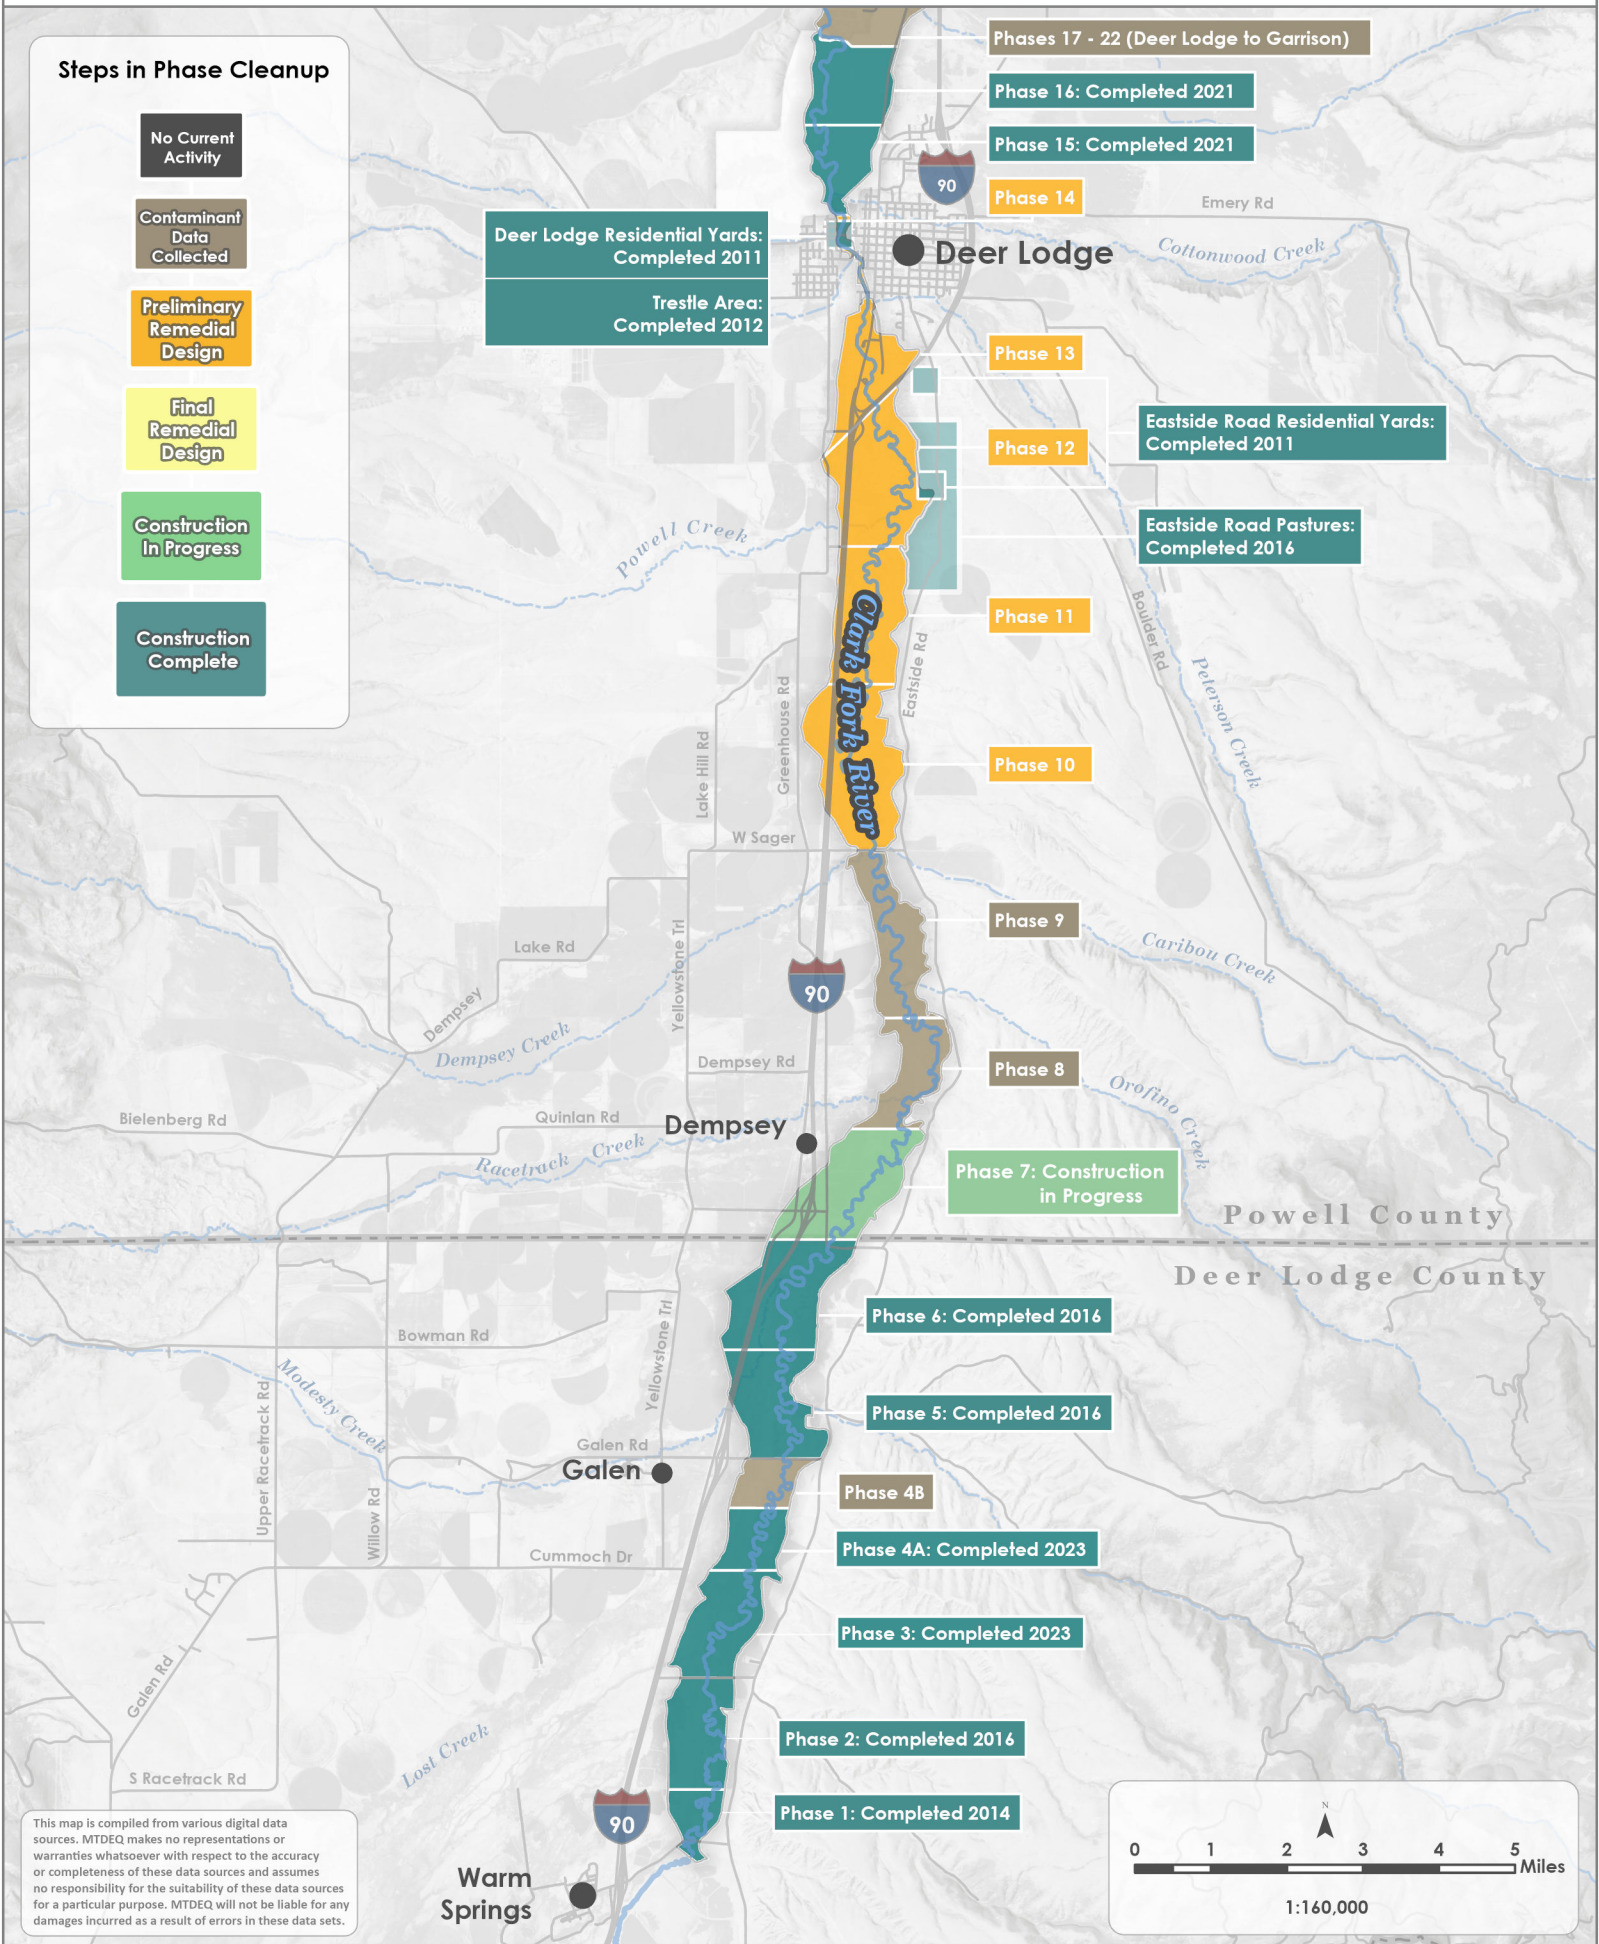 Steps in Phase Cleanup
No Current
Activity
Contaminant
Data
Collected
Preliminary
Remedial
Design
Final
Remedial
Design
Construction
In Progress
Construction
Complete
Phases 17 - 22 (Deer Lodge to Garrison)
Phase 16: Completed 2021
Phase 15: Completed 2021
90
Phase 14
Emery Rd
Cottonwood Creek
Deer Lodge Residential Yards:
Completed 2011
Trestle Area:
Completed 2012
Deer Lodge
Phase 13
Eastside Road Residential Yards:
Completed 2011
Phase 12
Eastside Road Pastures:
Completed 2016
Powell Creek
Phase 11
Clark Fork River
Eastside Rd
Boulder Rd
Peterson Creek
Greenhouse Rd
Lake Hill Rd
Phase 10
W Sager
Phase 9
Caribou Creek
Lake Rd
Yellowstone Trl
90
Dempsey
Dempsey Creek
Dempsey Rd
Phase 8
Orofino Creek
Bielenberg Rd
Quinlan Rd
Dempsey
Racetrack Creek
Phase 7: Construction
in Progress
Powell County
Deer Lodge County
Phase 6: Completed 2016
Bowman Rd
Yellowstone Trl
Modesty Creek
Upper Racetrack Rd
Phase 5: Completed 2016
Galen Rd
Galen
Phase 4B
Willow Rd
Cummoch Dr
Phase 4A: Completed 2023
Phase 3: Completed 2023
Galen Rd
Lost Creek
Phase 2: Completed 2016
S Racetrack Rd
90
Phase 1: Completed 2014
Warm
Springs
This map is compiled from various digital data
sources. MTDEQ makes no representations or
warranties whatsoever with respect to the accuracy
or completeness of these data sources and assumes
no responsibility for the suitability of these data sources
for a particular purpose. MTDEQ will not be liable for any
damages incurred as a result of errors in these data sets.
N
0 1 2 3 4 5
Miles
1:160,000